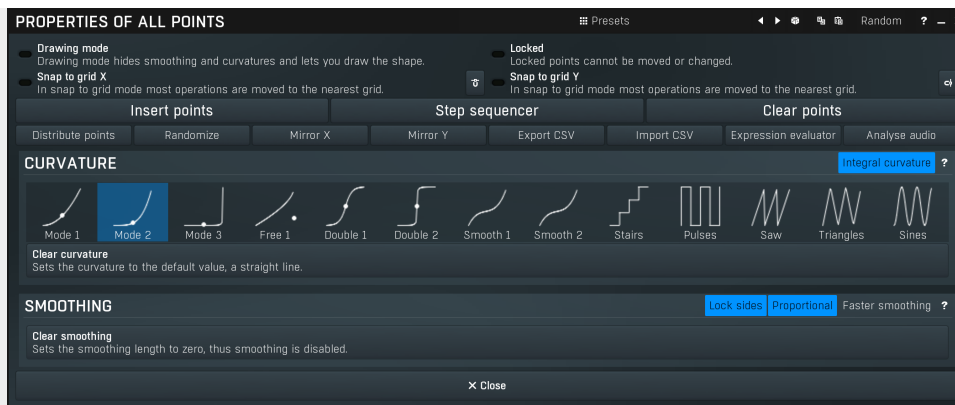 PROPERTIES OF ALL POINTS Presets Random ?
Drawing mode Locked
Drawing mode hides smoothing and curvatures and lets you draw the shape. Locked points cannot be moved or changed.
Snap to grid X Snap to grid Y
In snap to grid mode most operations are moved to the nearest grid. In snap to grid mode most operations are moved to the nearest grid.
Insert points Step sequencer Clear points
Distribute points Randomize Mirror X Mirror Y Export CSV Import CSV Expression evaluator Analyse audio
CURVATURE Integral curvature ?
Mode 1 Mode 2 Mode 3 Free 1 Double 1 Double 2 Smooth 1 Smooth 2 Stairs Pulses Saw Triangles Sines
Clear curvature
Sets the curvature to the default value, a straight line.
SMOOTHING Lock sides Proportional Faster smoothing ?
Clear smoothing
Sets the smoothing length to zero, thus smoothing is disabled.
Close